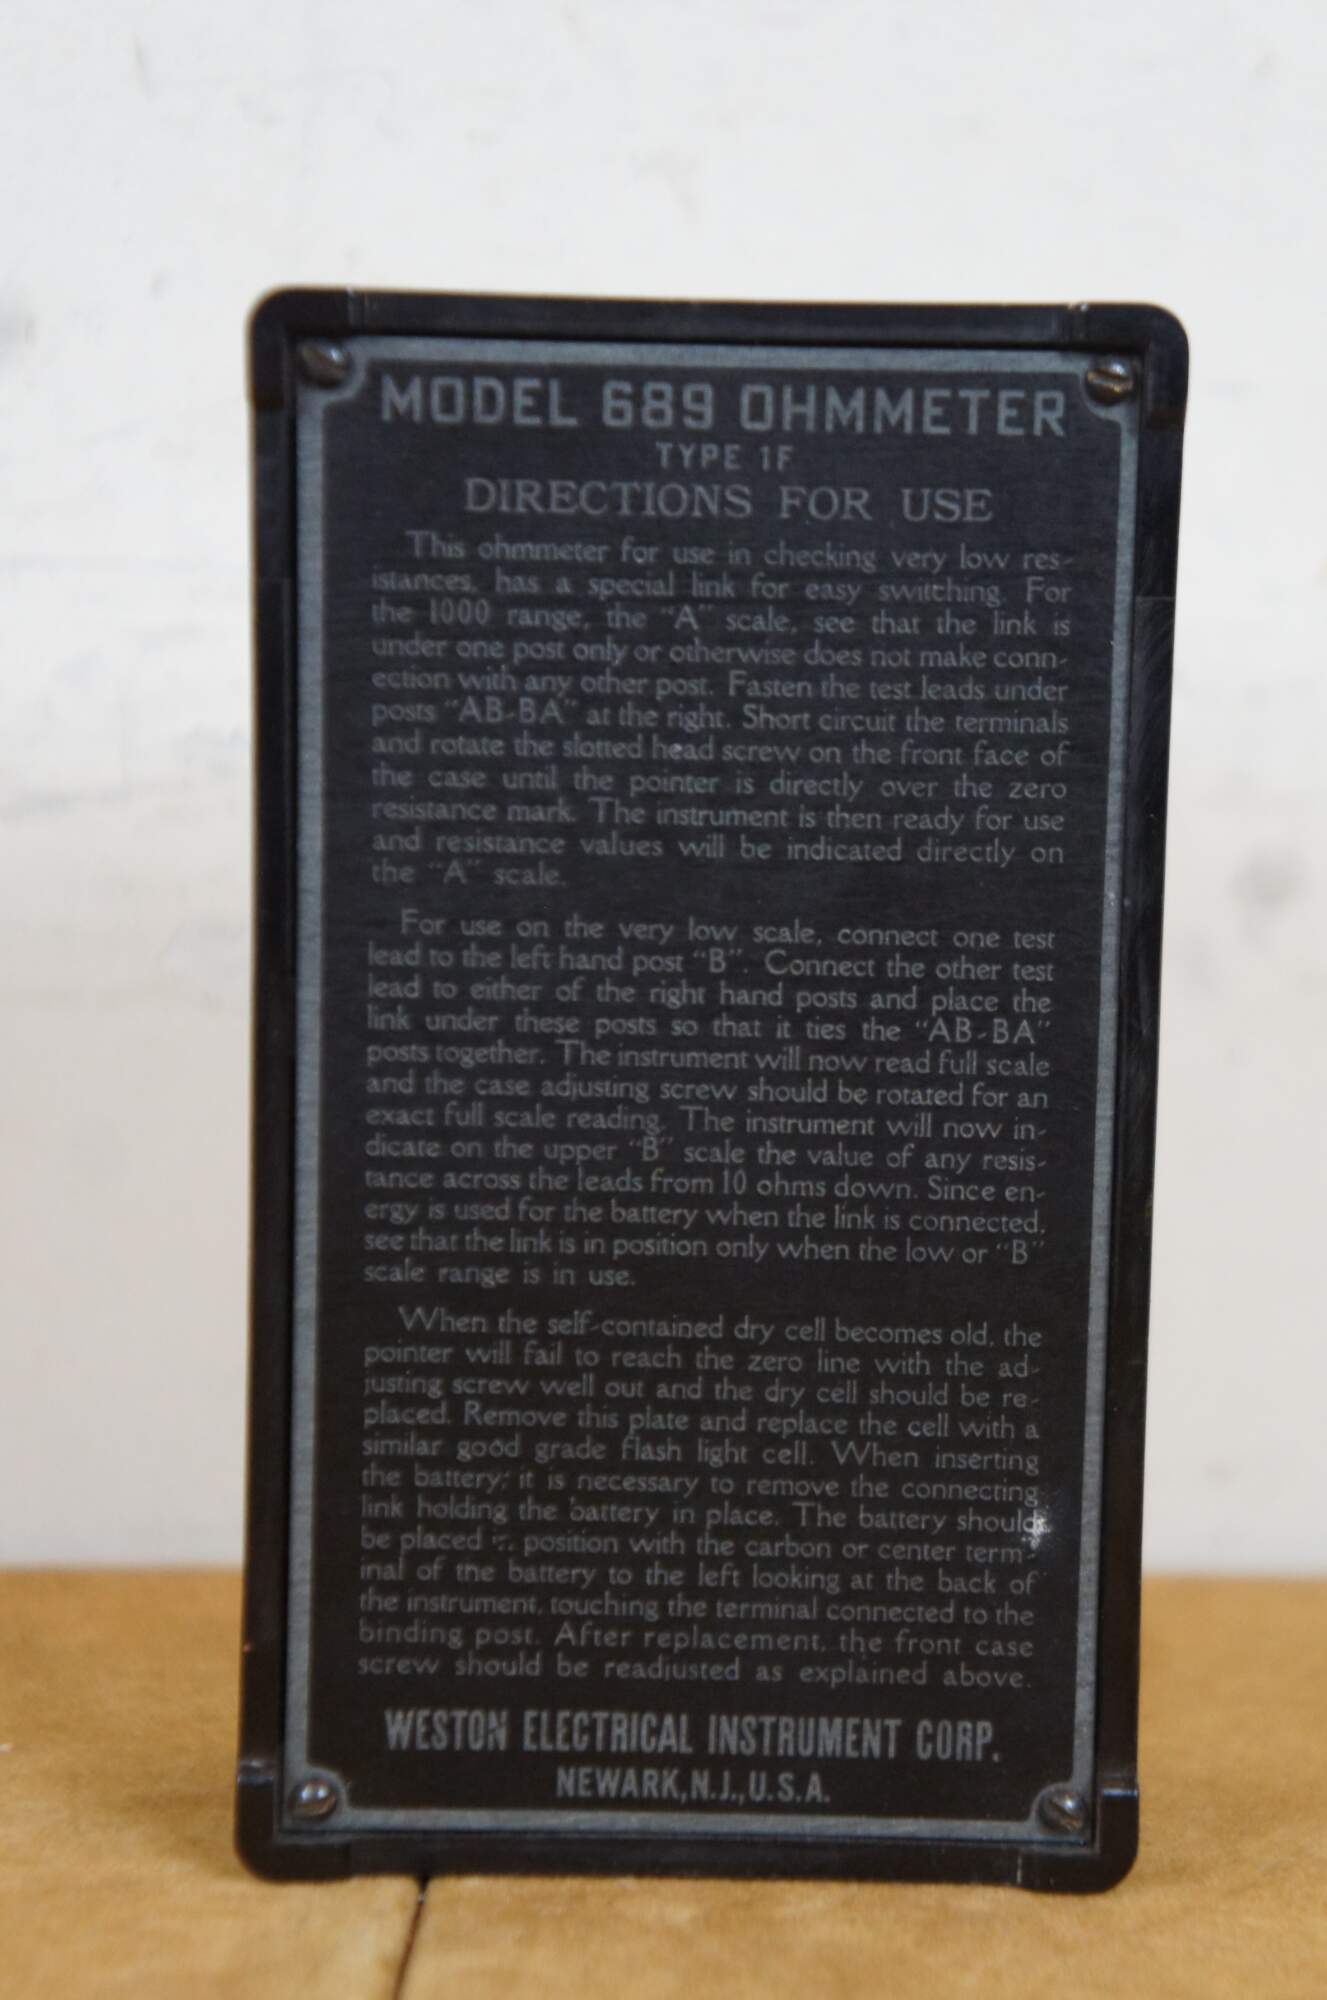 MODEL 689 OHMMETER
TYPE 1F
DIRECTIONS FOR USE
This ohmmeter for use in checking very low res-
istances, has a special link for easy switching. For
the 1000 range, the "A" scale, see that the link is
under one post only or otherwise does not make conn-
ection with any other post. Fasten the test leads under
posts "AB-BA" at the right. Short circuit the terminals
and rotate the slotted head screw on the front face of
the case until the pointer is directly over the zero
resistance mark. The instrument is then ready for use
and resistance values will be indicated directly on
the "A" scale.
For use on the very low scale, connect one test
lead to the left hand post "B". Connect the other test
lead to either of the right hand posts and place the
link under these posts so that it ties the "AB-BA"
posts together. The instrument will now read full scale
and the case adjusting screw should be rotated for an
exact full scale reading. The instrument will now in-
dicate on the upper "B" scale the value of any resis-
tance across the leads from 10 ohms down. Since en-
ergy is used for the battery when the link is connected,
see that the link is in position only when the low or "B"
scale range is in use.
When the self-contained dry cell becomes old, the
pointer will fail to reach the zero line with the ad-
justing screw well out and the dry cell should be re-
placed. Remove this plate and replace the cell with a
similar good grade flash light cell. When inserting
the battery, it is necessary to remove the connecting
link holding the battery in place. The battery should
be placed in position with the carbon or center term-
inal of the battery to the left looking at the back of
the instrument, touching the terminal connected to the
binding post. After replacement, the front case
screw should be readjusted as explained above.
WESTON ELECTRICAL INSTRUMENT CORP.
NEWARK, N.J., U.S.A.